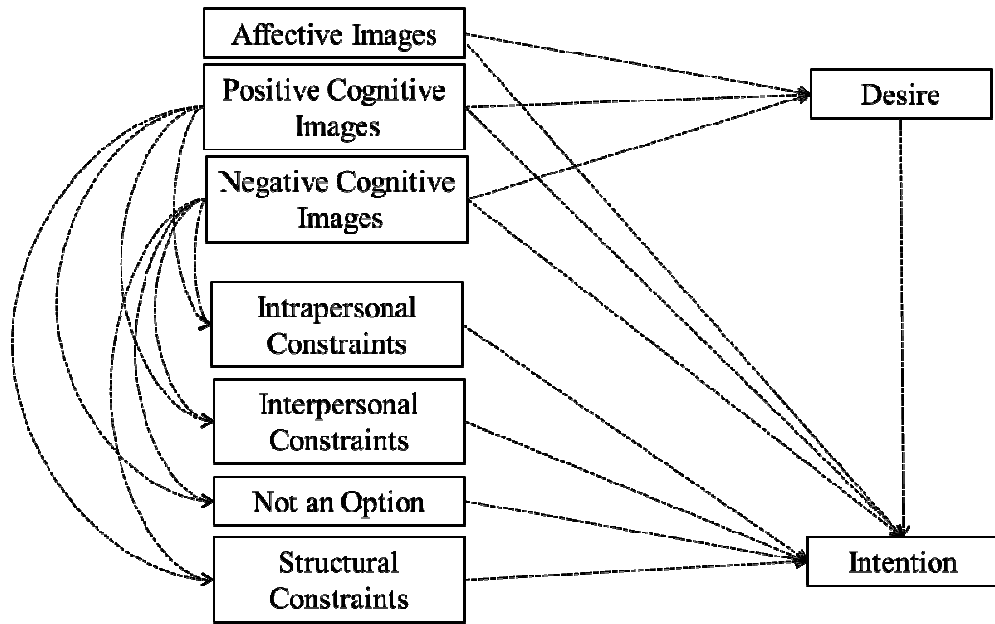 Affective Images
Positive Cognitive
Images
Negative Cognitive
Images
Desire
Intrapersonal
Constraints
Interpersonal
Constraints
Not an Option
Structural
Constraints
Intention